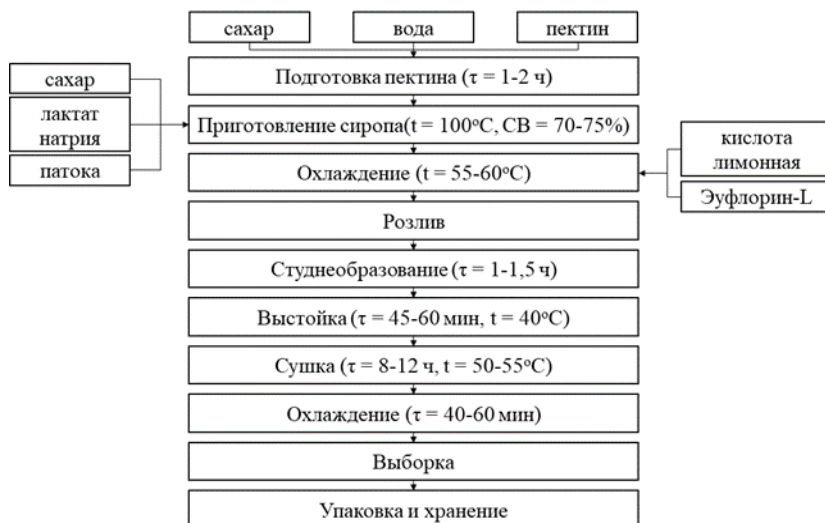 сахар
вода
пектин
Подготовка пектина (τ = 1-2 ч)
сахар
лактат
натрия
патока
Приготовление сиропа(t = 100°C, СВ = 70-75%)
кислота
лимонная
Эуфлорин-L
Охлаждение (t = 55-60°C)
Розлив
Студнеобразование (τ = 1-1,5 ч)
Выстойка (τ = 45-60 мин, t = 40°C)
Сушка (τ = 8-12 ч, t = 50-55°C)
Охлаждение (τ = 40-60 мин)
Выборка
Упаковка и хранение